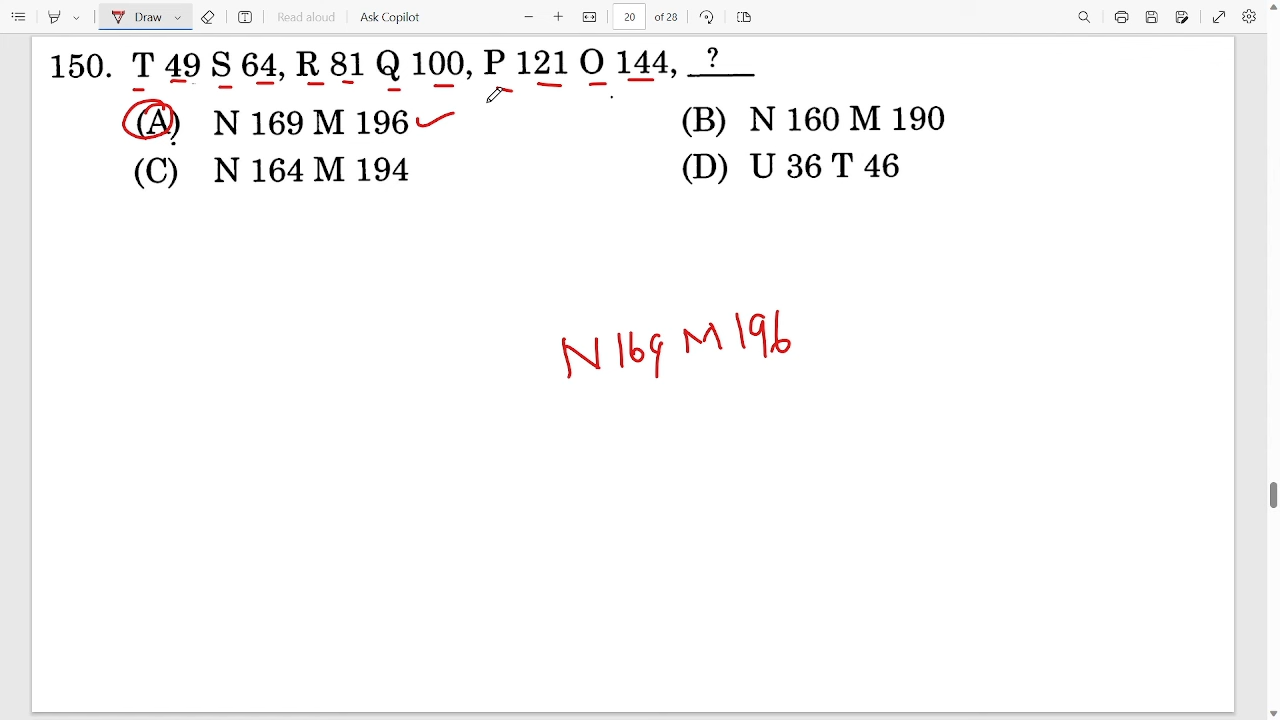 Draw Read aloud Ask Copilot 20 of 28
150. T 49 S 64, R 81 Q 100, P 121 O 144, ?
(A) N 169 M 196 (B) N 160 M 190
(C) N 164 M 194 (D) U 36 T 46
N 169 M 196